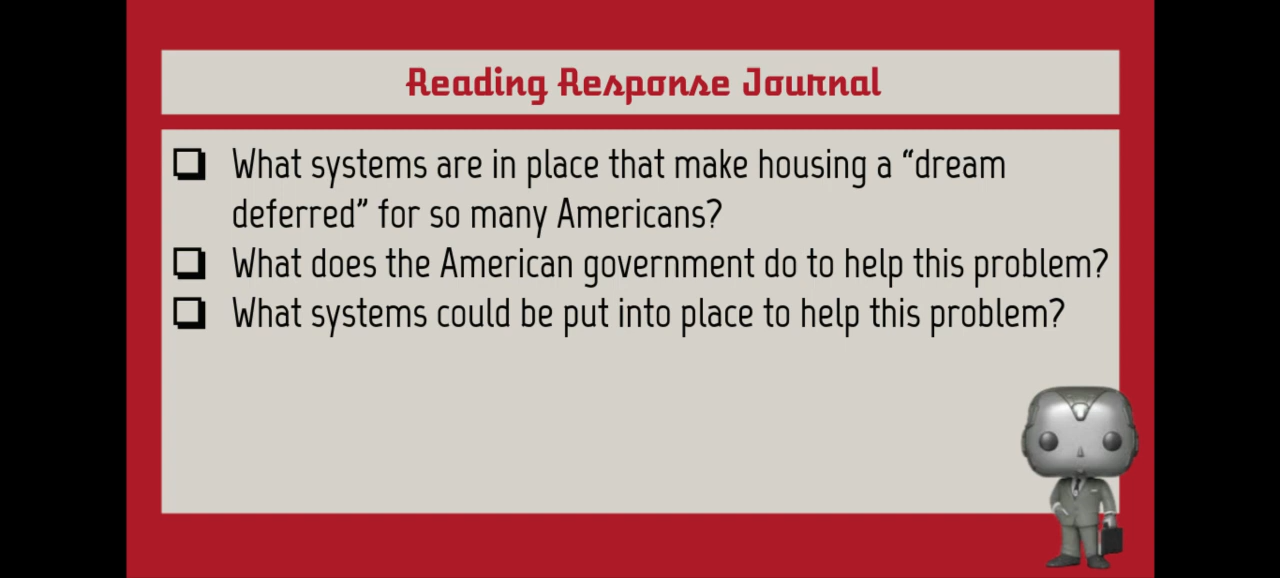 Reading Response Journal
What systems are in place that make housing a “dream
deferred” for so many Americans?
What does the American government do to help this problem?
What systems could be put into place to help this problem?